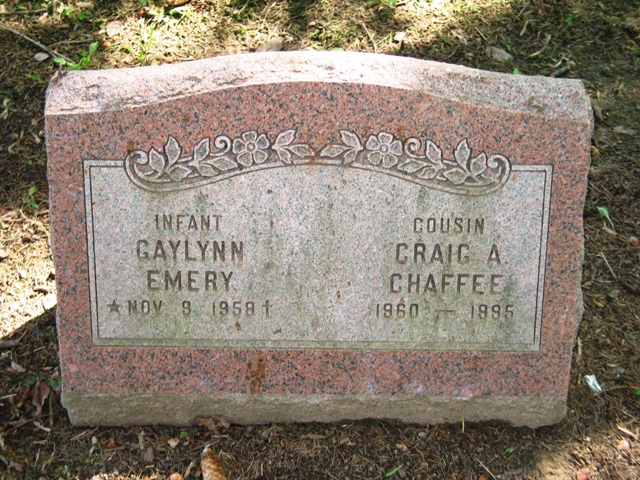 INFANT
GAYLYNN
EMERY
★ NOV. 9. 1958 †
COUSIN
CRAIG A.
CHAFFEE
1960 — 1995